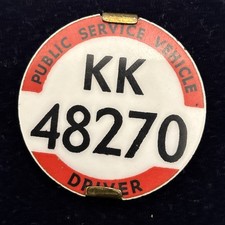 PUBLIC SERVICE VEHICLE
KK
48270
DRIVER